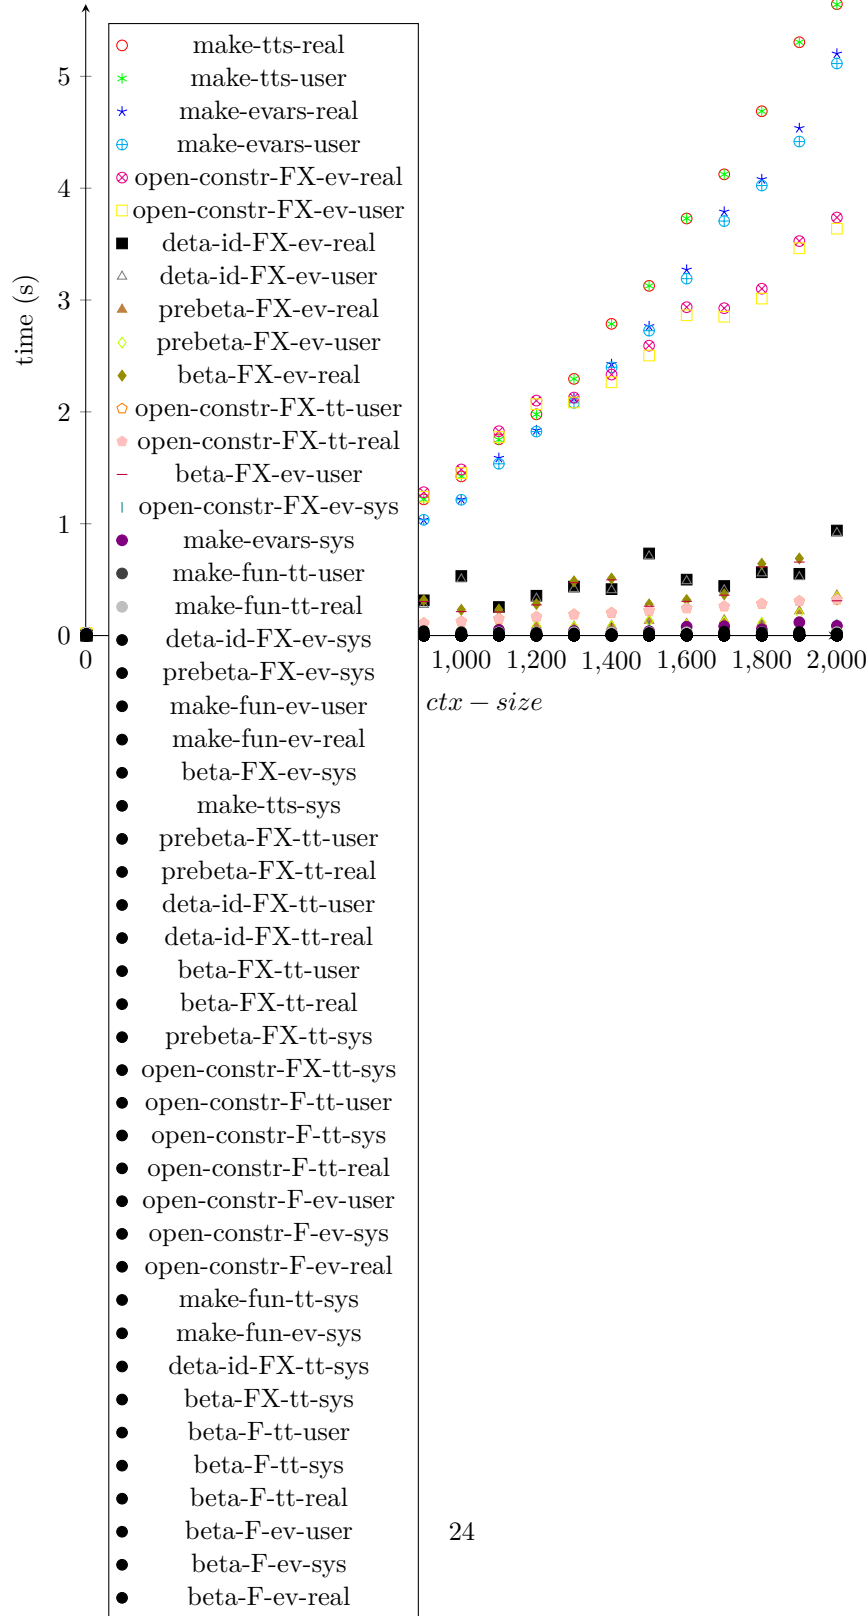 make-tts-real
make-tts-user
make-evars-real
make-evars-user
open-constr-FX-ev-real
open-constr-FX-ev-user
deta-id-FX-ev-real
deta-id-FX-ev-user
prebeta-FX-ev-real
prebeta-FX-ev-user
beta-FX-ev-real
open-constr-FX-tt-user
open-constr-FX-tt-real
beta-FX-ev-user
open-constr-FX-ev-sys
make-evars-sys
make-fun-tt-user
make-fun-tt-real
deta-id-FX-ev-sys
prebeta-FX-ev-sys
make-fun-ev-user
make-fun-ev-real
beta-FX-ev-sys
make-tts-sys
prebeta-FX-tt-user
prebeta-FX-tt-real
deta-id-FX-tt-user
deta-id-FX-tt-real
beta-FX-tt-user
beta-FX-tt-real
prebeta-FX-tt-sys
open-constr-FX-tt-sys
open-constr-F-tt-user
open-constr-F-tt-sys
open-constr-F-tt-real
open-constr-F-ev-user
open-constr-F-ev-sys
open-constr-F-ev-real
make-fun-tt-sys
make-fun-ev-sys
deta-id-FX-tt-sys
beta-FX-tt-sys
beta-F-tt-user
beta-F-tt-sys
beta-F-tt-real
beta-F-ev-user
beta-F-ev-sys
beta-F-ev-real
5
4
3
2
1
0
time (s)
0 1,000 1,200 1,400 1,600 1,800 2,000
ctx − size
24